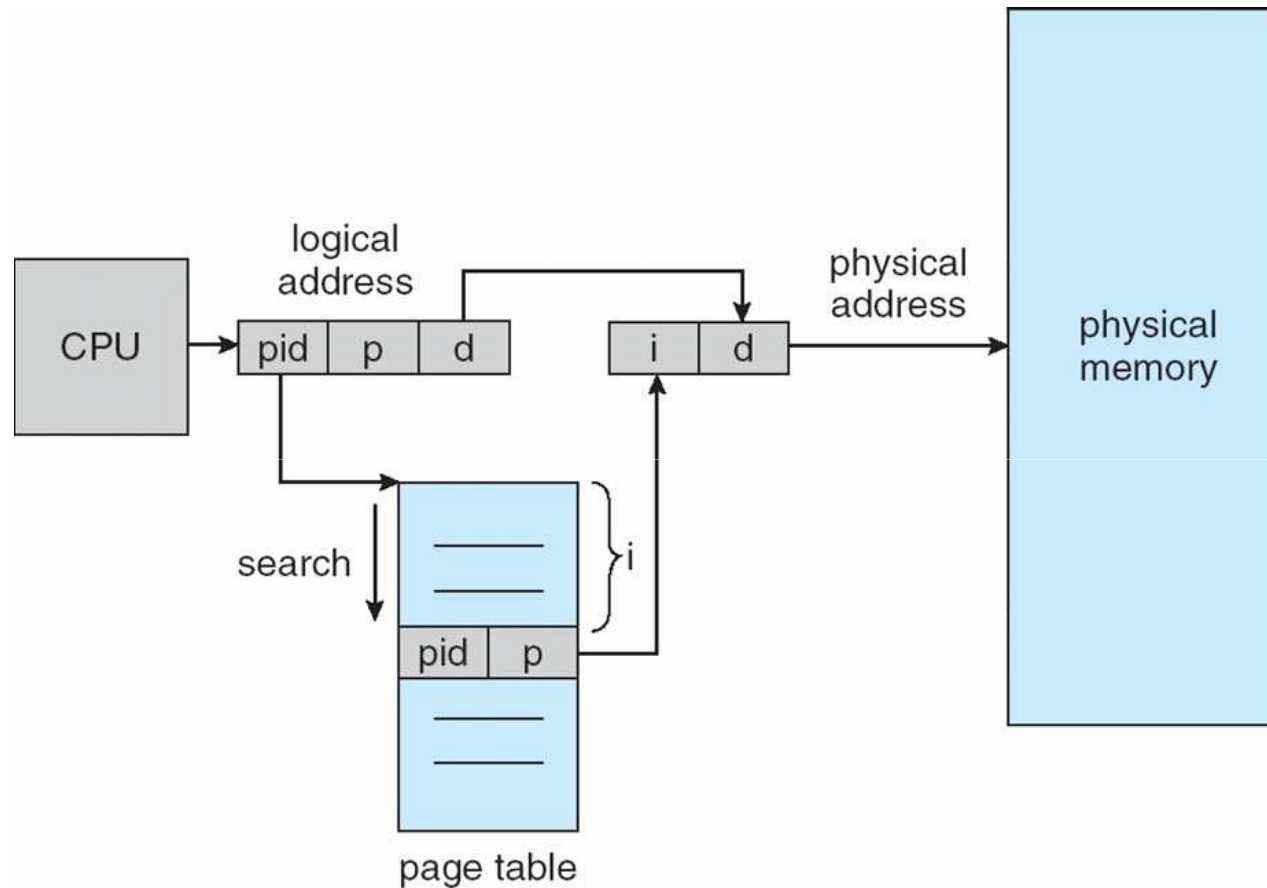 logical
address
physical
address
CPU
pid p d
i d
physical
memory
search
i
pid p
page table